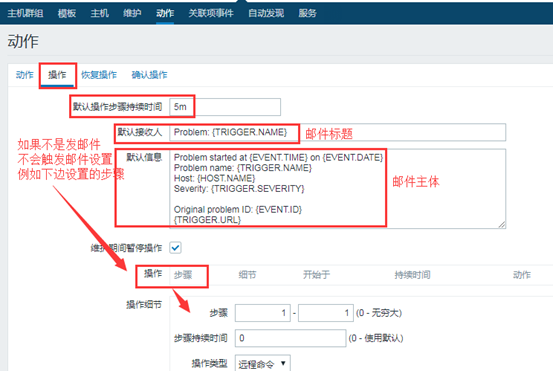 主机群组 模板 主机 维护 动作 关联项事件 自动发现 服务
动作
动作 操作 恢复操作 确认操作
默认操作步骤持续时间 5m
默认接收人 Problem: {TRIGGER.NAME} 邮件标题
如果不是发邮件
不会触发邮件设置
例如下边设置的步骤
默认信息 Problem started at {EVENT.TIME} on {EVENT.DATE}
Problem name: {TRIGGER.NAME}
Host: {HOST.NAME}
Severity: {TRIGGER.SEVERITY}
Original problem ID: {EVENT.ID}
{TRIGGER.URL}
邮件主体
维护期间暂停操作
操作 步骤 细节 开始于 持续时间 动作
操作细节
步骤 1 - 1 (0 - 无穷大)
步骤持续时间 0 (0 - 使用默认)
操作类型 远程命令